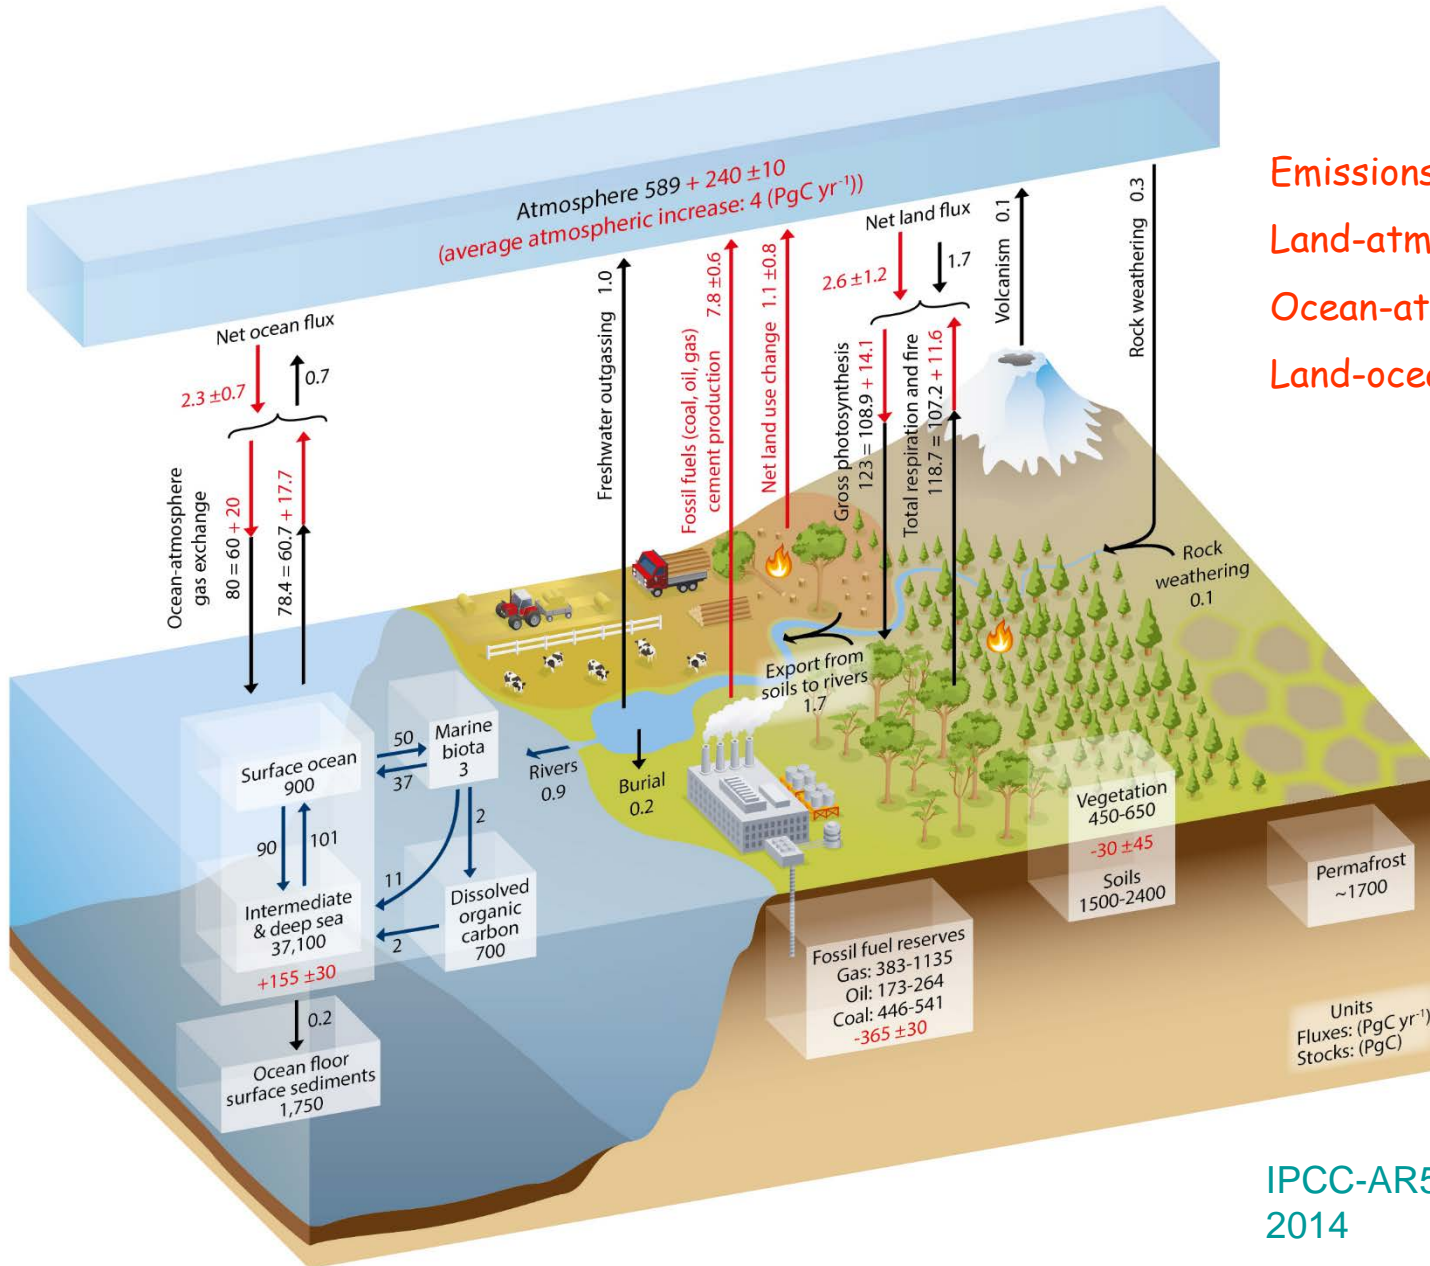 Atmosphere 589 + 240 ±10
(average atmospheric increase: 4 (PgC yr⁻¹))
Net ocean flux
2.3 ±0.7
0.7
Ocean-atmosphere
gas exchange
80 = 60 + 20
78.4 = 60.7 + 17.7
Freshwater outgassing 1.0
Fossil fuels (coal, oil, gas)
cement production 7.8 ±0.6
Net land use change 1.1 ±0.8
Net land flux
2.6 ±1.2
1.7
Gross photosynthesis
123 = 108.9 + 14.1
Total respiration and fire
118.7 = 107.2 + 11.6
Volcanism 0.1
Rock weathering 0.3
Emissions
Land-atm
Ocean-at
Land-ocea
Rock
weathering
0.1
Export from
soils to rivers
1.7
Surface ocean
900
50
37
Marine
biota
3
Rivers
0.9
Burial
0.2
90
101
2
11
2
Intermediate
& deep sea
37,100
+155 ±30
Dissolved
organic
carbon
700
0.2
Ocean floor
surface sediments
1,750
Vegetation
450-650
-30 ±45
Soils
1500-2400
Permafrost
~1700
Fossil fuel reserves
Gas: 383-1135
Oil: 173-264
Coal: 446-541
-365 ±30
Units
Fluxes: (PgC yr⁻¹)
Stocks: (PgC)
IPCC-AR5
2014